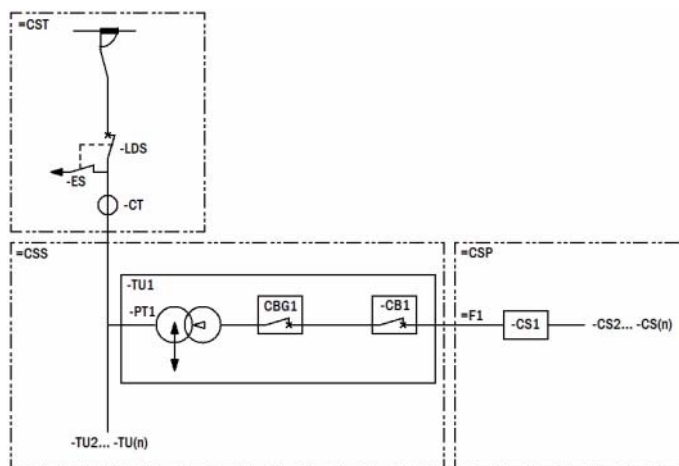 =CST
-LDS
-ES
-CT
=CSS
=CSP
-TU1
-PT1
CBG1
-CB1
=F1
-CS1
-CS2... -CS(n)
-TU2... -TU(n)